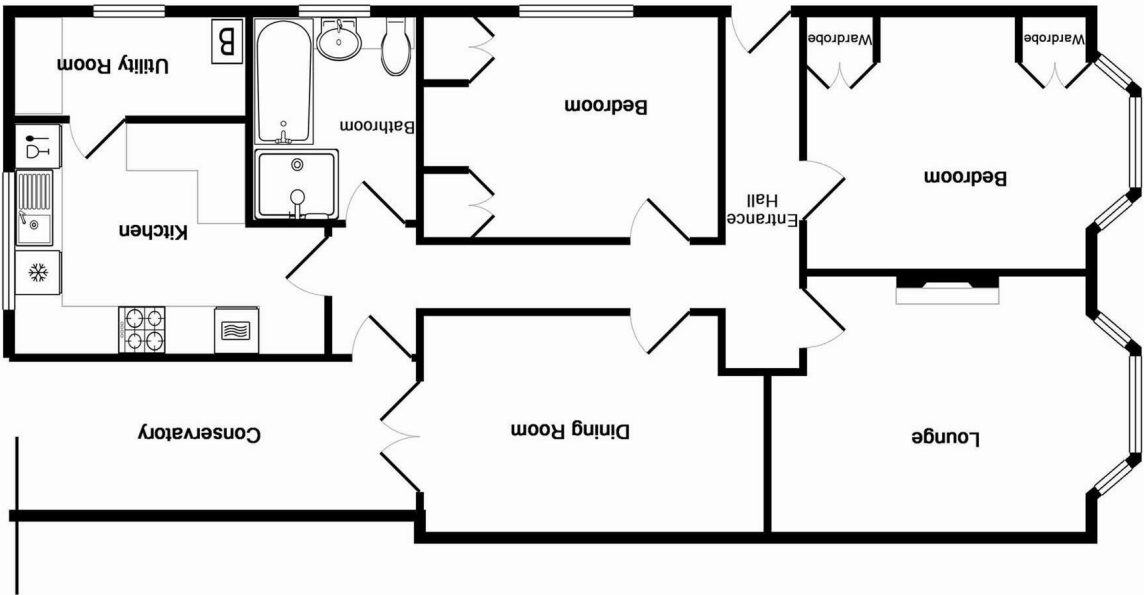 Lounge
Dining Room
Conservatory
Entrance
Hall
Kitchen
Bedroom
Bathroom
Bedroom
Utility Room
Wardrobe
Wardrobe
B